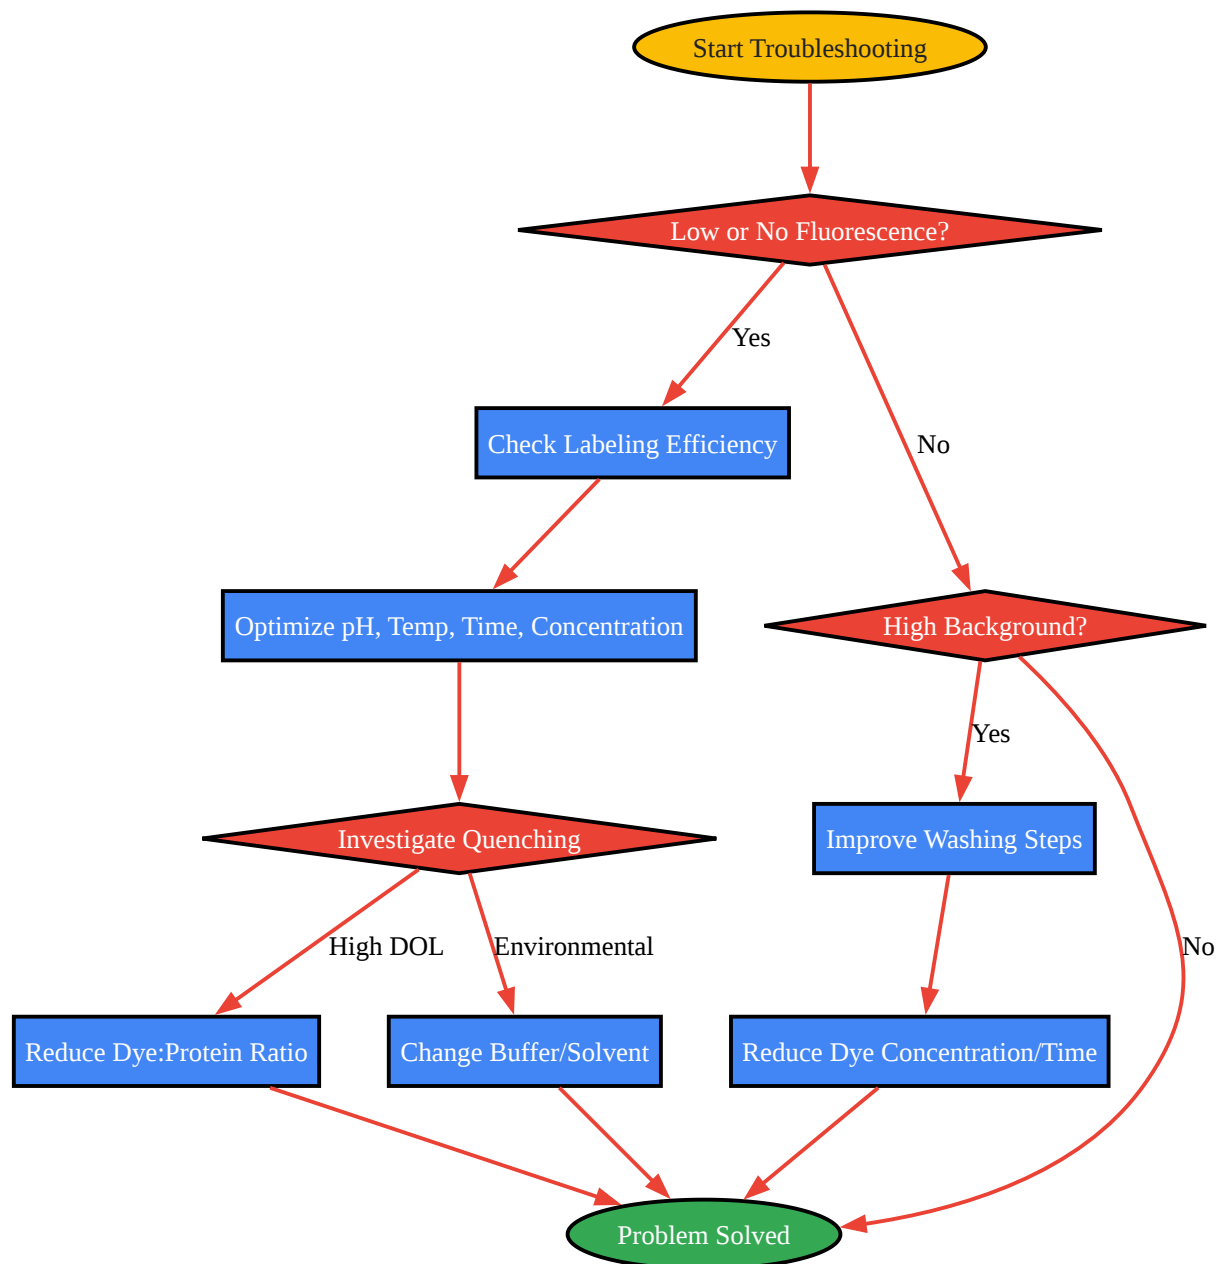 Start Troubleshooting
Low or No Fluorescence?
Yes
Check Labeling Efficiency
No
Optimize pH, Temp, Time, Concentration
High Background?
Yes
Investigate Quenching
Improve Washing Steps
High DOL
Environmental
No
Reduce Dye:Protein Ratio
Change Buffer/Solvent
Reduce Dye Concentration/Time
Problem Solved